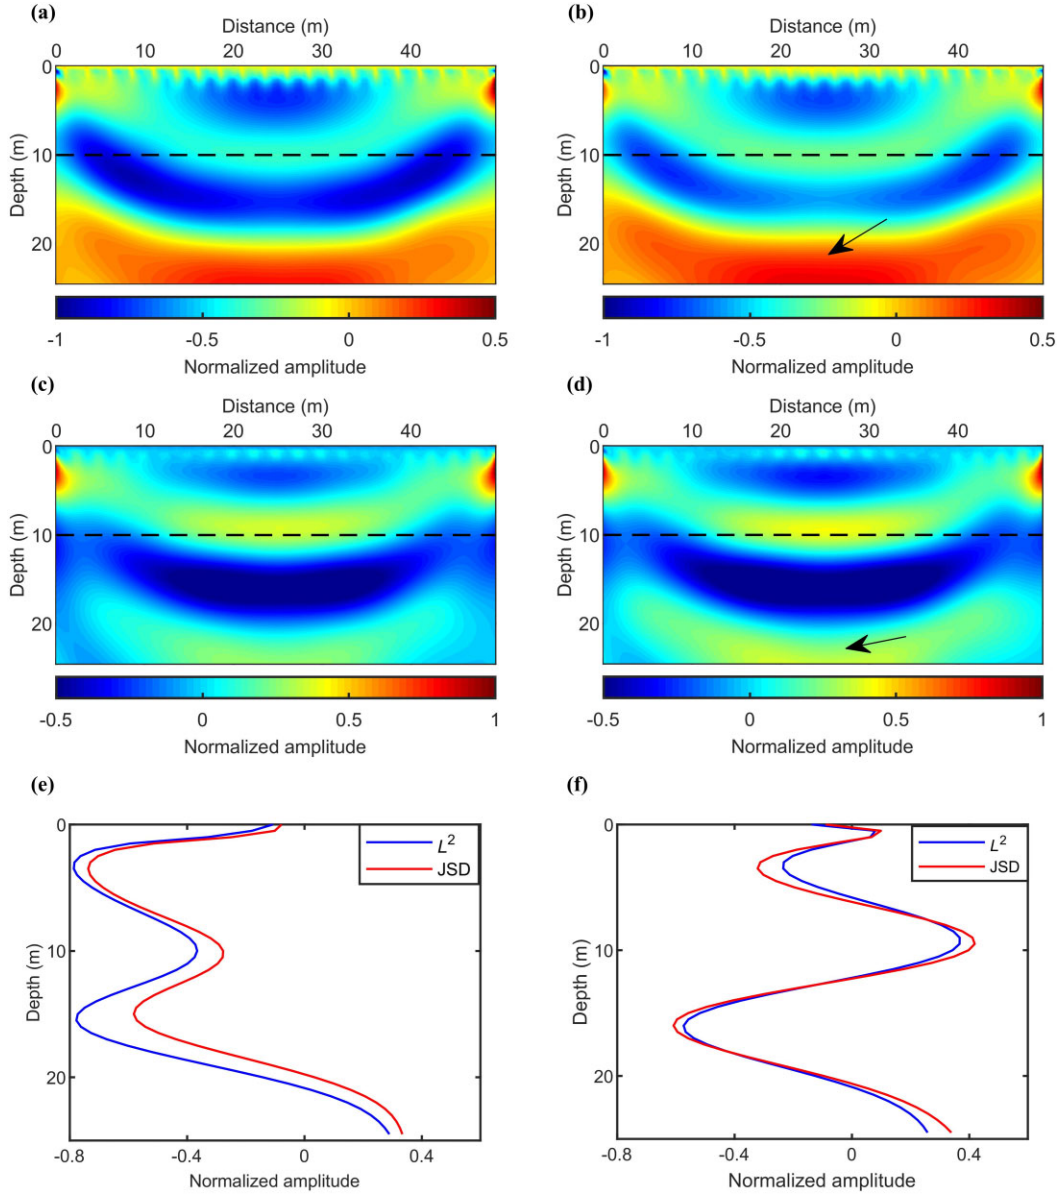 (a)
(b)
Distance (m)
Distance (m)
0 10 20 30 40
0 10 20 30 40
0
10
20
Depth (m)
0
10
20
Depth (m)
-1 -0.5 0 0.5
-1 -0.5 0 0.5
Normalized amplitude
Normalized amplitude
(c)
(d)
Distance (m)
Distance (m)
0 10 20 30 40
0 10 20 30 40
0
10
20
Depth (m)
0
10
20
Depth (m)
-0.5 0 0.5 1
-0.5 0 0.5 1
Normalized amplitude
Normalized amplitude
(e)
(f)
0
10
20
Depth (m)
L²
JSD
-0.8 -0.4 0 0.4
Normalized amplitude
0
10
20
Depth (m)
L²
JSD
-0.8 -0.4 0 0.4
Normalized amplitude